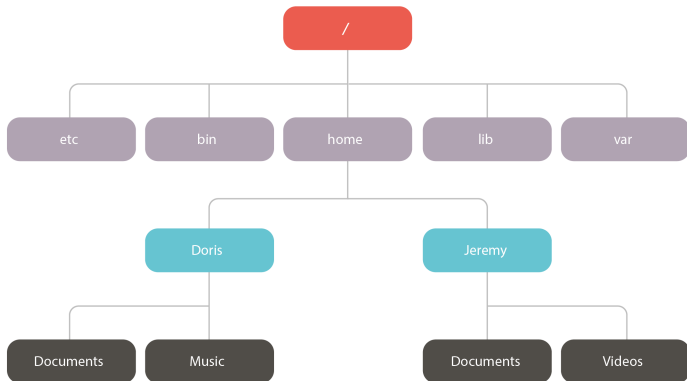 /
etc
bin
home
lib
var
Doris
Jeremy
Documents
Music
Documents
Videos